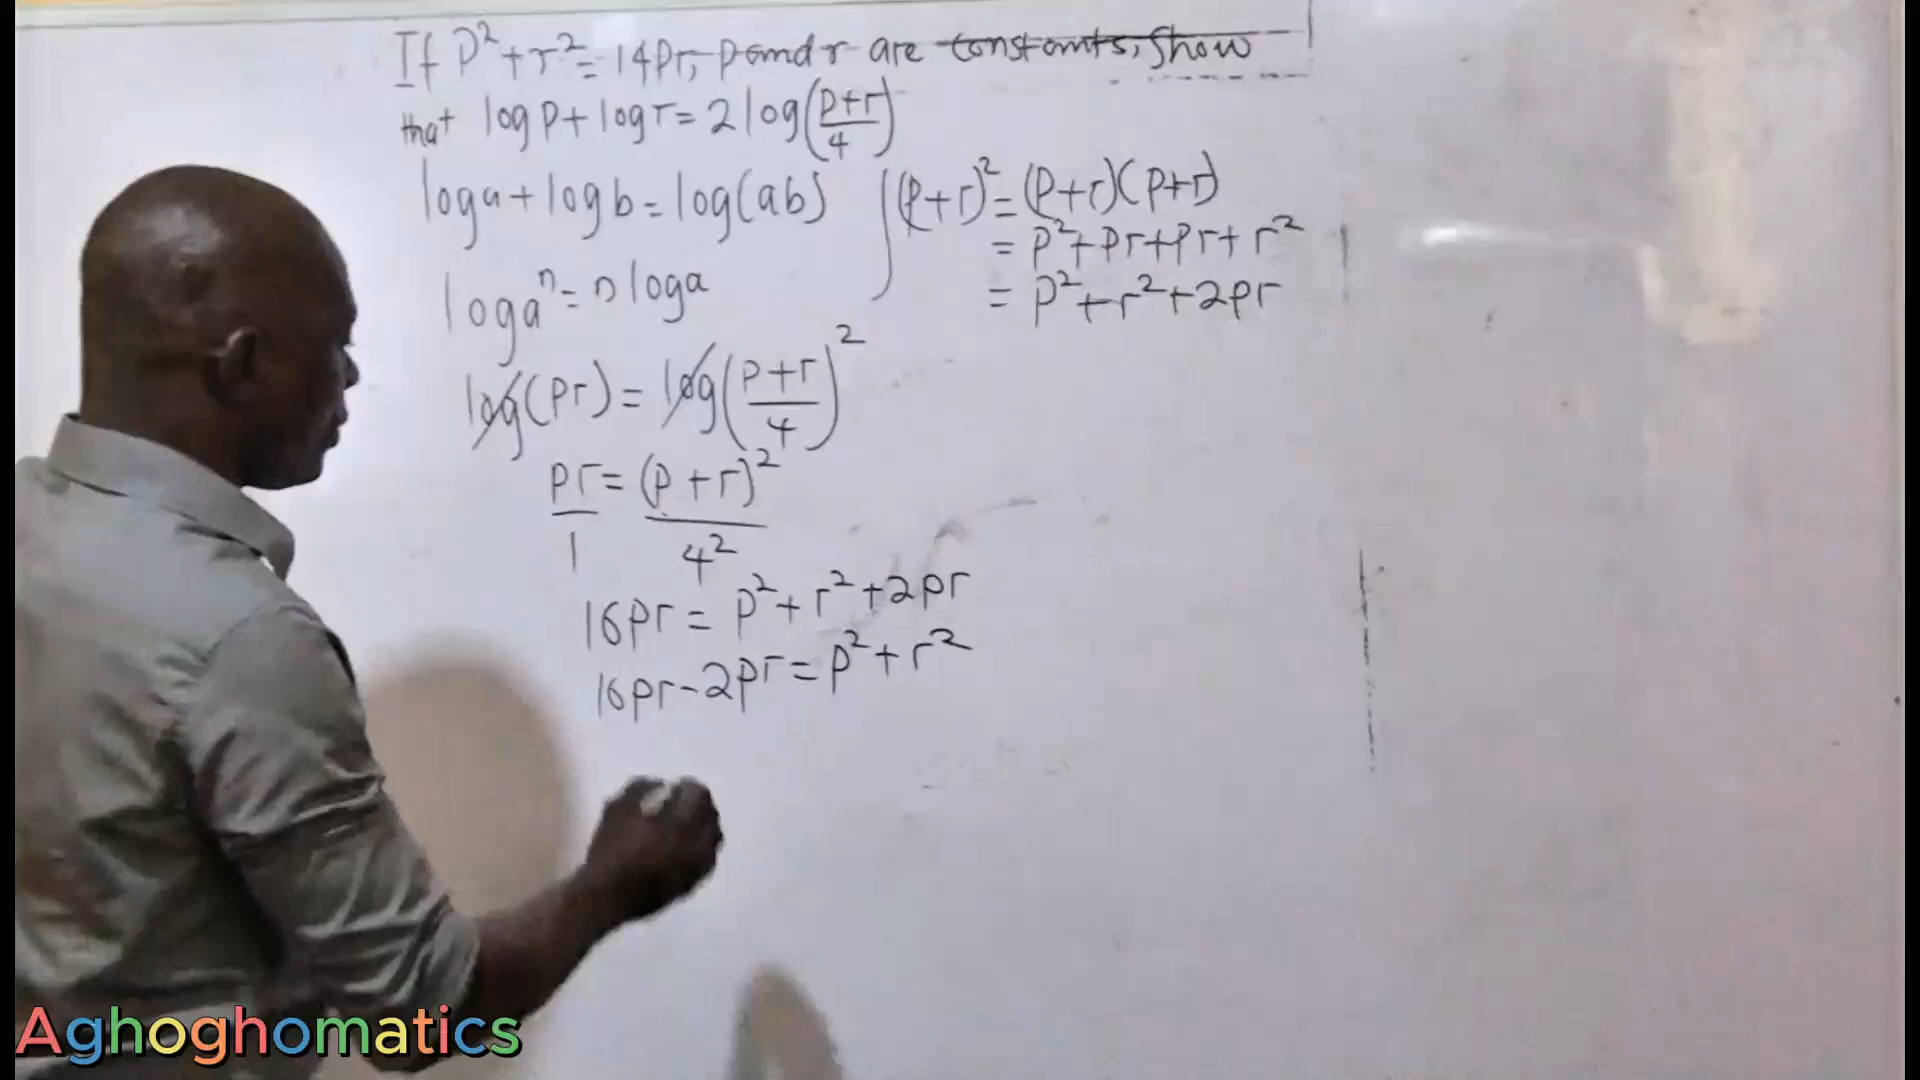 If P²+r²=14Pr, p and r are constants, Show
that log p + log r = 2 log(p+r/4)
log a + log b = log(ab)
log aⁿ = n log a
(p+r)² = (p+r)(p+r)
= p²+pr+pr+r²
= p²+r²+2pr
log(pr) = log(p+r/4)²
pr/1 = (p+r)²/4²
16pr = p²+r²+2pr
16pr-2pr = p²+r²
Aghoghomatics